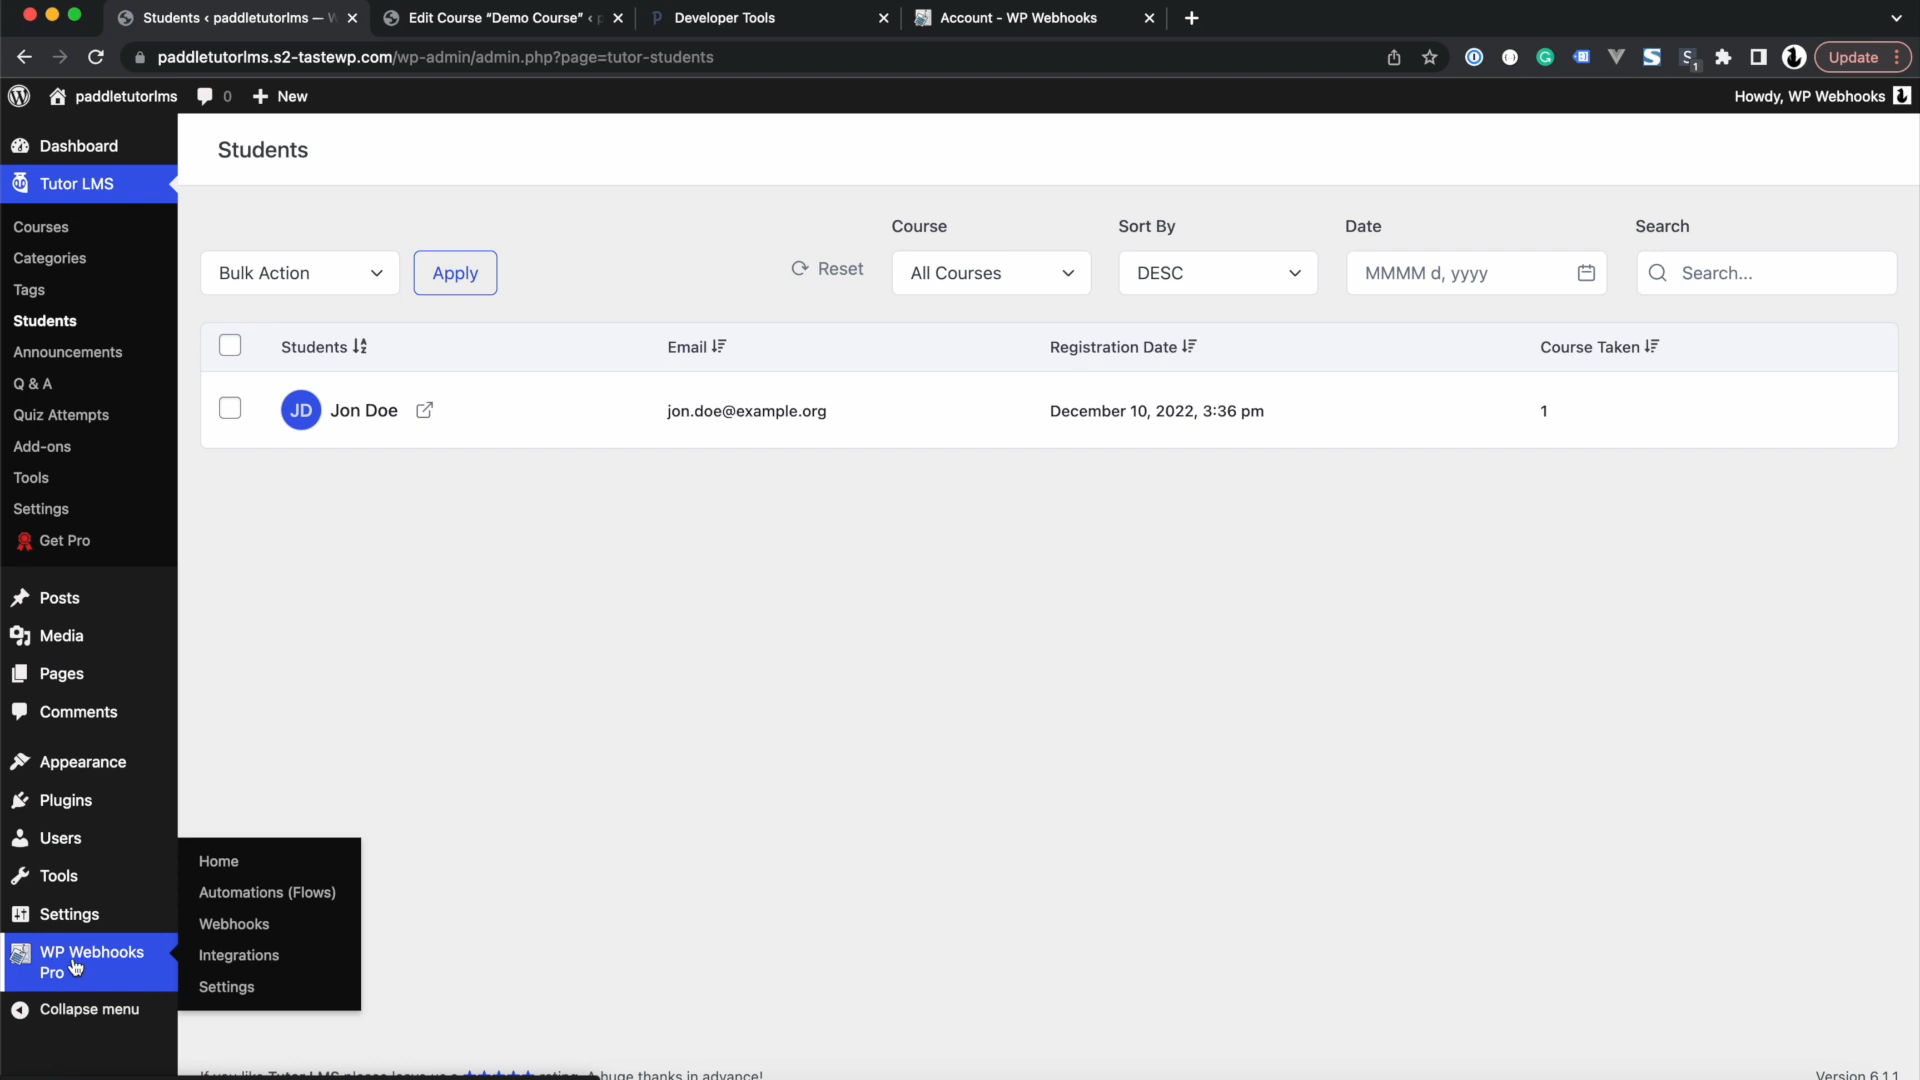 Students ‹ paddletutorlms — W
Edit Course “Demo Course” ‹ p
Developer Tools
Account - WP Webhooks
paddletutorlms.s2-tastewp.com/wp-admin/admin.php?page=tutor-students
Update
paddletutorlms
0
New
Howdy, WP Webhooks
Dashboard
Tutor LMS
Courses
Categories
Tags
Students
Announcements
Q & A
Quiz Attempts
Add-ons
Tools
Settings
Get Pro
Posts
Media
Pages
Comments
Appearance
Plugins
Users
Tools
Settings
WP Webhooks
Pro
Collapse menu
Home
Automations (Flows)
Webhooks
Integrations
Settings
Students
Course
Sort By
Date
Search
Bulk Action
Apply
Reset
All Courses
DESC
MMMM d, yyyy
Search...
Students
Email
Registration Date
Course Taken
JD
Jon Doe
jon.doe@example.org
December 10, 2022, 3:36 pm
1
If you like Tutor LMS please leave us a ★★★★★ rating. A huge thanks in advance!
Version 6.1.1